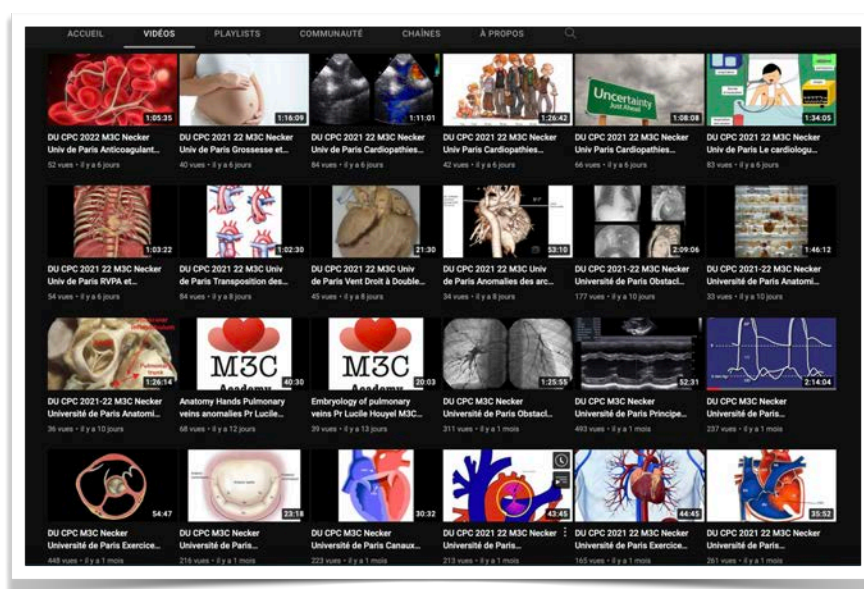 ACCUEIL VIDÉOS PLAYLISTS COMMUNAUTÉ CHAÎNES À PROPOS
1:05:35 1:16:09 1:11:01 1:26:42 Uncertainty Just Ahead 1:08:08 1:34:05
DU CPC 2022 M3C Necker
Univ de Paris Anticoagulant...
52 vues • il y a 6 jours
DU CPC 2021 22 M3C Necker
Univ de Paris Grossesse et...
40 vues • il y a 6 jours
DU CPC 2021 22 M3C Necker
Univ de Paris Cardiopathies...
84 vues • il y a 6 jours
DU CPC 2021 22 M3C Necker
Univ Paris Cardiopathies...
42 vues • il y a 6 jours
DU CPC 2021 22 M3C Necker
Univ Paris Cardiopathies...
66 vues • il y a 6 jours
DU CPC 2021 22 M3C Necker
Univ de Paris Le cardiologu...
83 vues • il y a 6 jours
1:03:22 1:02:30 21:30 53:10 2:09:06 1:46:12
DU CPC 2021 22 M3C Necker
Univ de Paris RVPA et...
54 vues • il y a 6 jours
DU CPC 2021 22 M3C Univ
de Paris Transposition des...
84 vues • il y a 8 jours
DU CPC 2021 22 M3C Univ
de Paris Vent Droit à Double...
45 vues • il y a 8 jours
DU CPC 2021 22 M3C Univ
de Paris Anomalies des arc...
34 vues • il y a 8 jours
DU CPC 2021-22 M3C Necker
Université de Paris Obstacl...
177 vues • il y a 10 jours
DU CPC 2021-22 M3C Necker
Université de Paris Anatomi...
33 vues • il y a 10 jours
Pulmonary
trunk
1:26:14
M3C
Academy
40:30
M3C
Academy
20:03 1:25:55 52:31 2:14:04
DU CPC 2021-22 M3C Necker
Université de Paris Anatomi...
36 vues • il y a 10 jours
Anatomy Hands Pulmonary
veins anomalies Pr Lucile...
68 vues • il y a 12 jours
Embryology of pulmonary
veins Pr Lucile Houyel M3C...
39 vues • il y a 13 jours
DU CPC M3C Necker
Université de Paris Obstacl...
311 vues • il y a 1 mois
DU CPC M3C Necker
Université de Paris Principe...
493 vues • il y a 1 mois
DU CPC M3C Necker
Université de Paris...
237 vues • il y a 1 mois
54:47 23:18 30:32 43:45 44:45 35:52
DU CPC M3C Necker
Université de Paris Exercice...
448 vues • il y a 1 mois
DU CPC M3C Necker
Université de Paris...
216 vues • il y a 1 mois
DU CPC M3C Necker
Université de Paris Canaux...
223 vues • il y a 1 mois
DU CPC 2021 22 M3C Necker
Université de Paris...
213 vues • il y a 1 mois
DU CPC 2021 22 M3C Necker
Université de Paris Exercice...
165 vues • il y a 1 mois
DU CPC 2021 22 M3C Necker
Université de Paris...
261 vues • il y a 1 mois